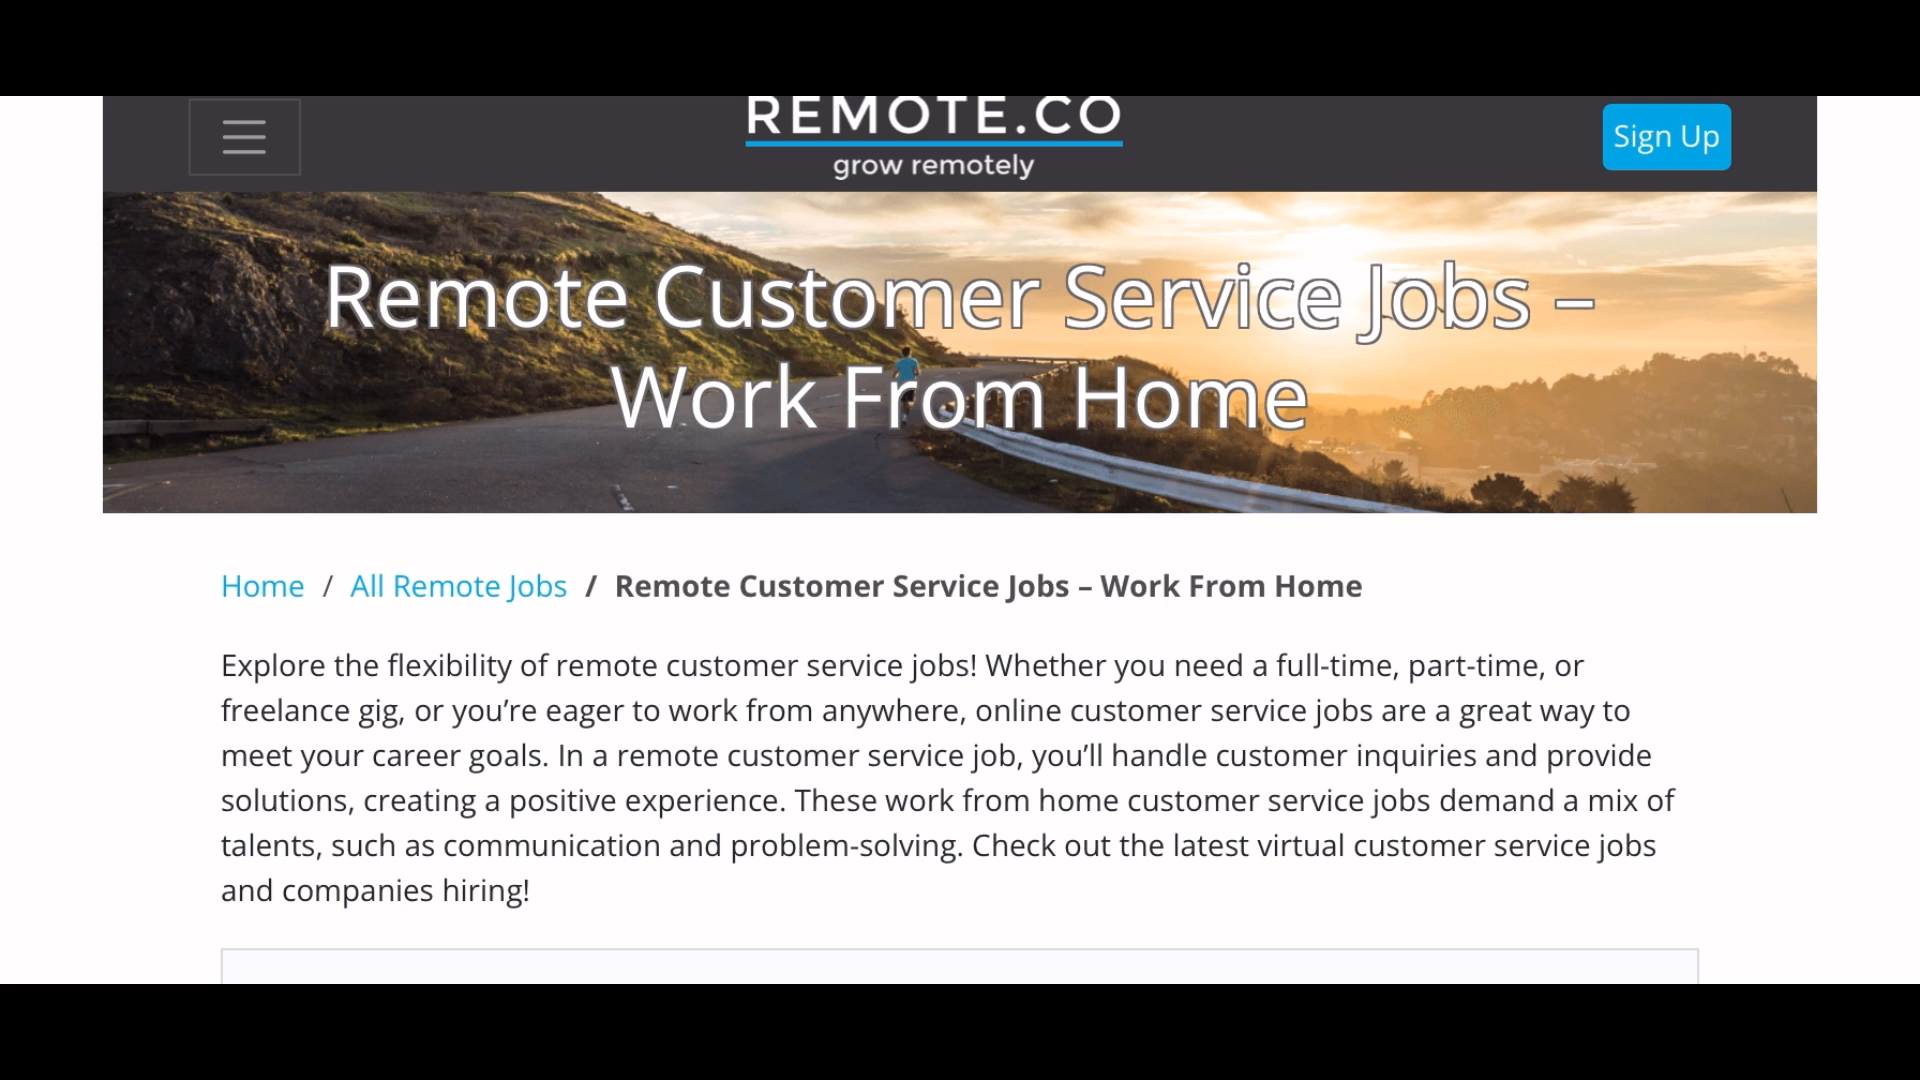 REMOTE.CO
grow remotely
Sign Up
Remote Customer Service Jobs –
Work From Home
Home / All Remote Jobs / Remote Customer Service Jobs – Work From Home
Explore the flexibility of remote customer service jobs! Whether you need a full-time, part-time, or
freelance gig, or you’re eager to work from anywhere, online customer service jobs are a great way to
meet your career goals. In a remote customer service job, you’ll handle customer inquiries and provide
solutions, creating a positive experience. These work from home customer service jobs demand a mix of
talents, such as communication and problem-solving. Check out the latest virtual customer service jobs
and companies hiring!